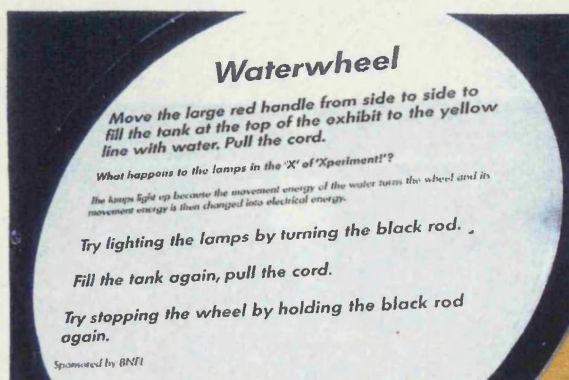 Waterwheel
Move the large red handle from side to side to
fill the tank at the top of the exhibit to the yellow
line with water. Pull the cord.
What happens to the lamps in the 'X' of 'Xperiment!'?
The lamps light up because the movement energy of the water turns the wheel and its
movement energy is then changed into electrical energy.
Try lighting the lamps by turning the black rod.
Fill the tank again, pull the cord.
Try stopping the wheel by holding the black rod
again.
Sponsored by BNFL